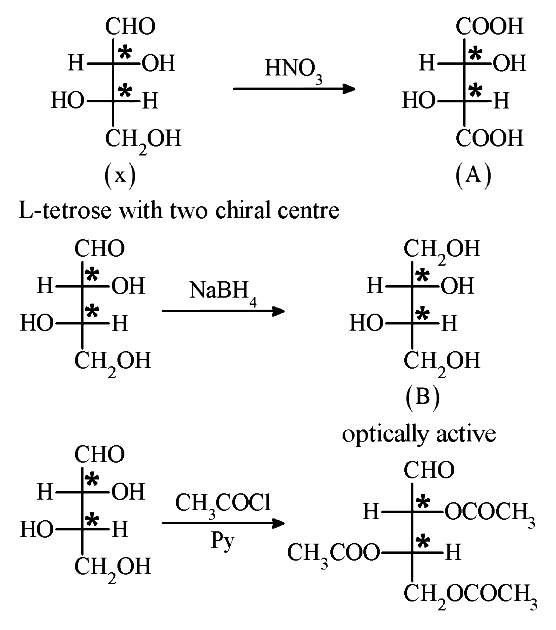 CHO COOH
H * OH HNO₃ H * OH
HO * H HO * H
CH₂OH COOH
(x) (A)
L-tetrose with two chiral centre
CHO CH₂OH
H * OH NaBH₄ H * OH
HO * H HO * H
CH₂OH CH₂OH
(B)
optically active
CHO CHO
H * OH CH₃COCl H * OCOCH₃
HO * H Py CH₃COO * H
CH₂OH CH₂OCOCH₃